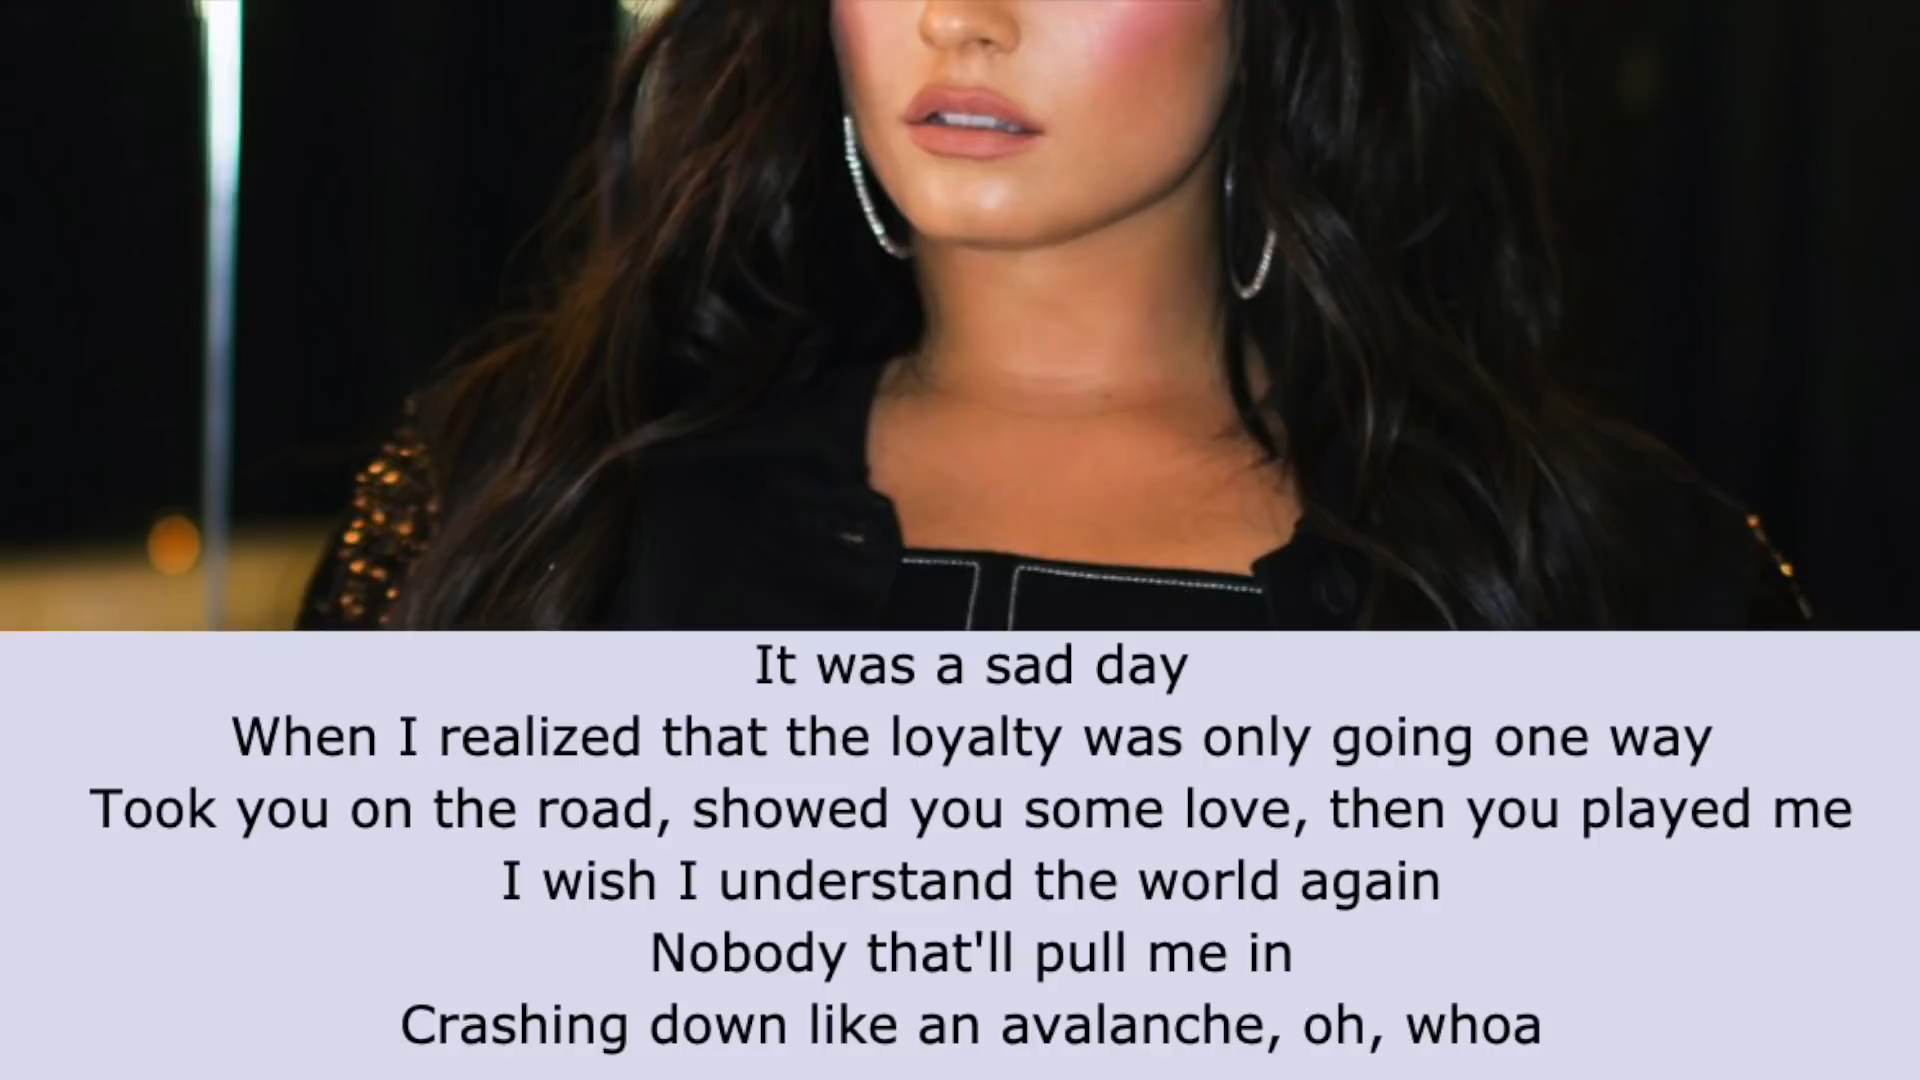 It was a sad day
When I realized that the loyalty was only going one way
Took you on the road, showed you some love, then you played me
I wish I understand the world again
Nobody that'll pull me in
Crashing down like an avalanche, oh, whoa